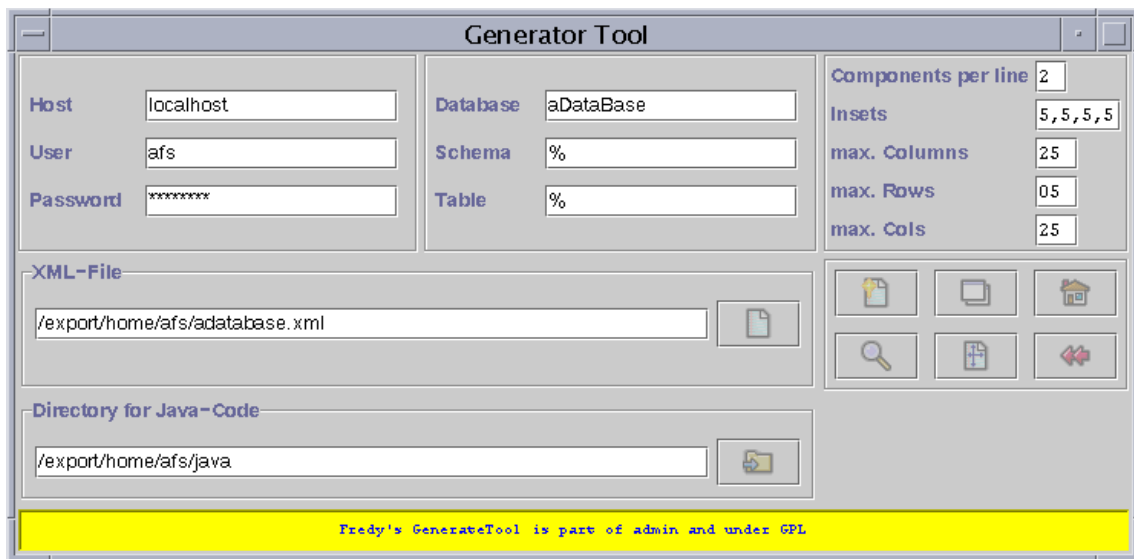 Generator Tool
Host localhost
User afs
Password ********
Database aDataBase
Schema %
Table %
Components per line 2
Insets 5,5,5,5
max. Columns 25
max. Rows 05
max. Cols 25
XML-File
/export/home/afs/adatabase.xml
Directory for Java-Code
/export/home/afs/java
Fredy's GenerateTool is part of admin and under GPL